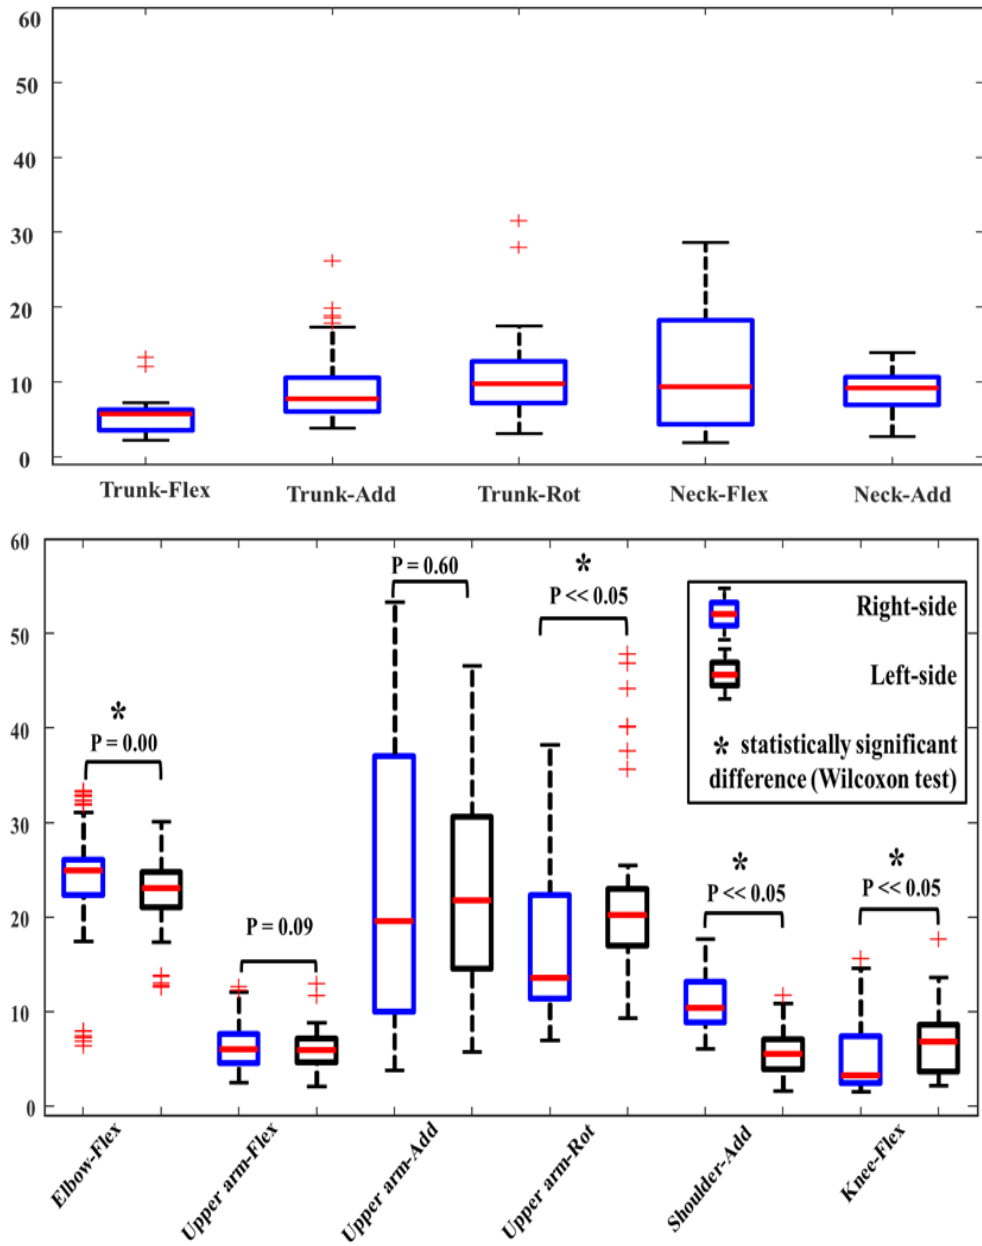 60
50
40
30
20
10
0
Trunk-Flex Trunk-Add Trunk-Rot Neck-Flex Neck-Add
60
50
40
30
20
10
0
P = 0.00
P = 0.09
P = 0.60
*
P << 0.05
*
P << 0.05
*
P << 0.05
*
Right-side
Left-side
* statistically significant
difference (Wilcoxon test)
Elbow-Flex
Upper arm-Flex
Upper arm-Add
Upper arm-Rot
Shoulder-Add
Knee-Flex